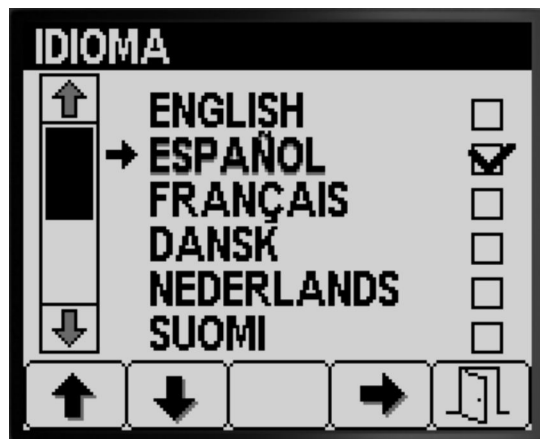 IDIOMA
ENGLISH
ESPAÑOL
FRANÇAIS
DANSK
NEDERLANDS
SUOMI